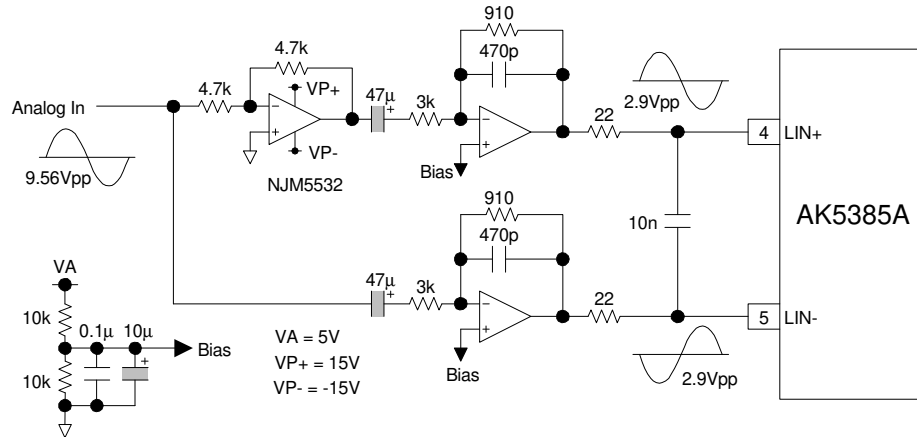 910
4.7k
470p
4.7k
VP+
47µ
3k
2.9Vpp
Analog In
22
4
LIN+
VP-
Bias
9.56Vpp
NJM5532
910
AK5385A
470p
10n
VA
47µ
3k
22
5
LIN-
10k
0.1µ
10µ
Bias
VA = 5V
Bias
2.9Vpp
10k
VP+ = 15V
VP- = -15V